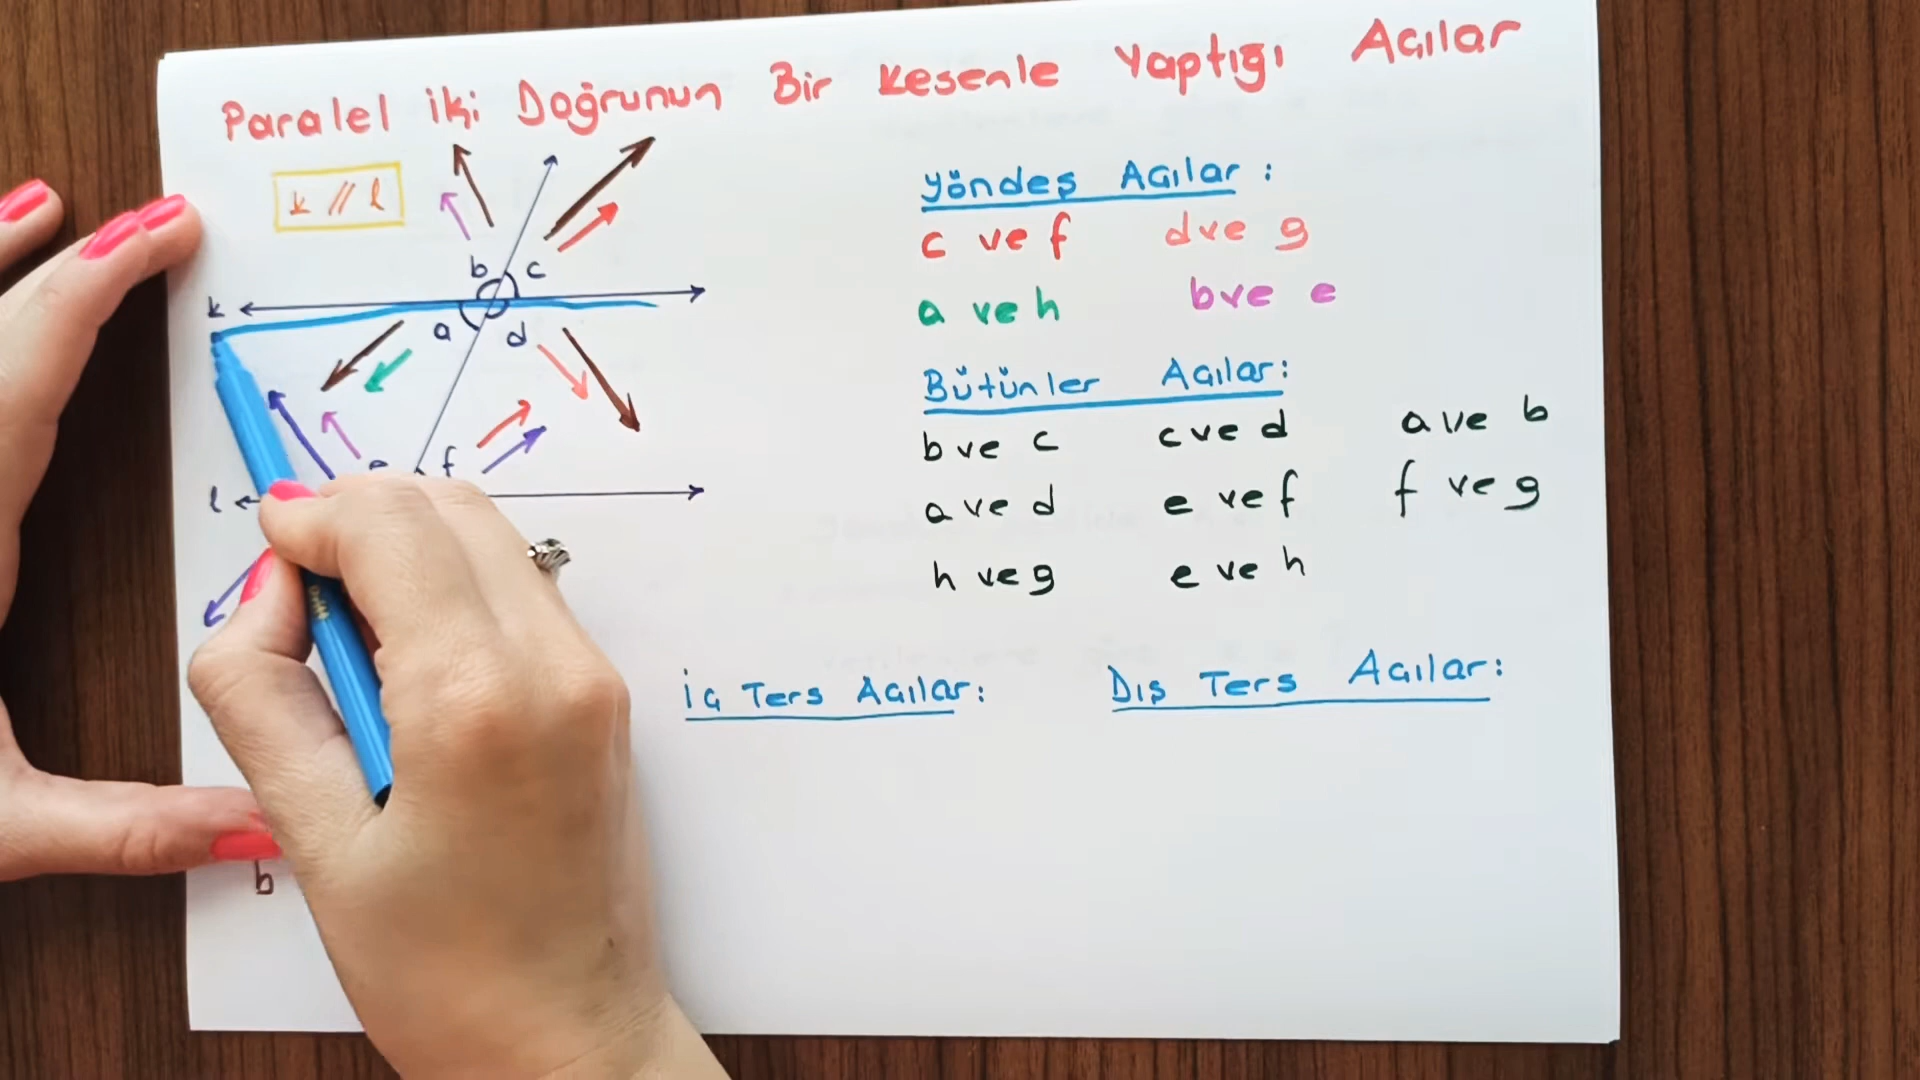 Paralel İki Doğrunun Bir Kesenle Yaptığı Açılar
k // l
b c
k
a d
e f
l
b
Yöndeş Açılar :
c ve f d ve g
a ve h b ve e
Bütünler Açılar:
b ve c c ve d a ve b
a ve d e ve f f ve g
h ve g e ve h
İç Ters Açılar: Dış Ters Açılar: